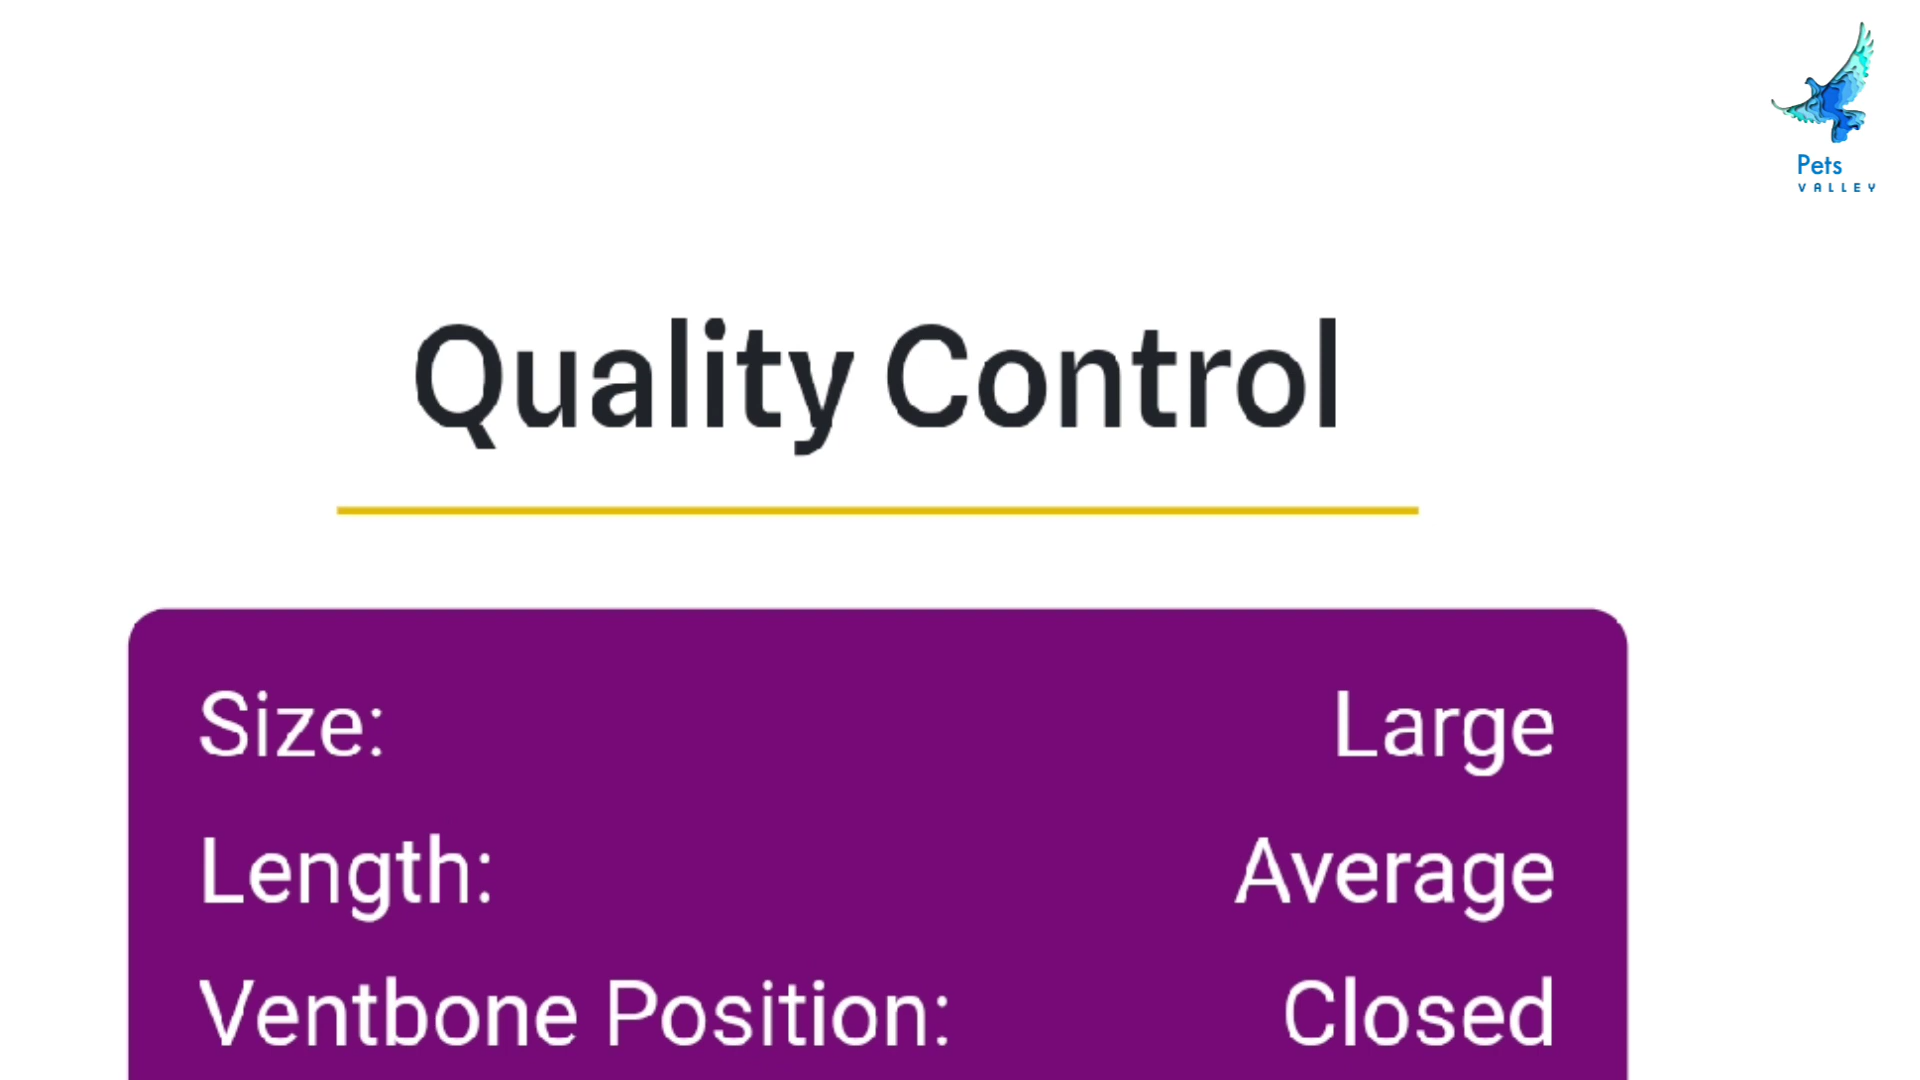 Pets
VALLEY
Quality Control
Size: Large
Length: Average
Ventbone Position: Closed